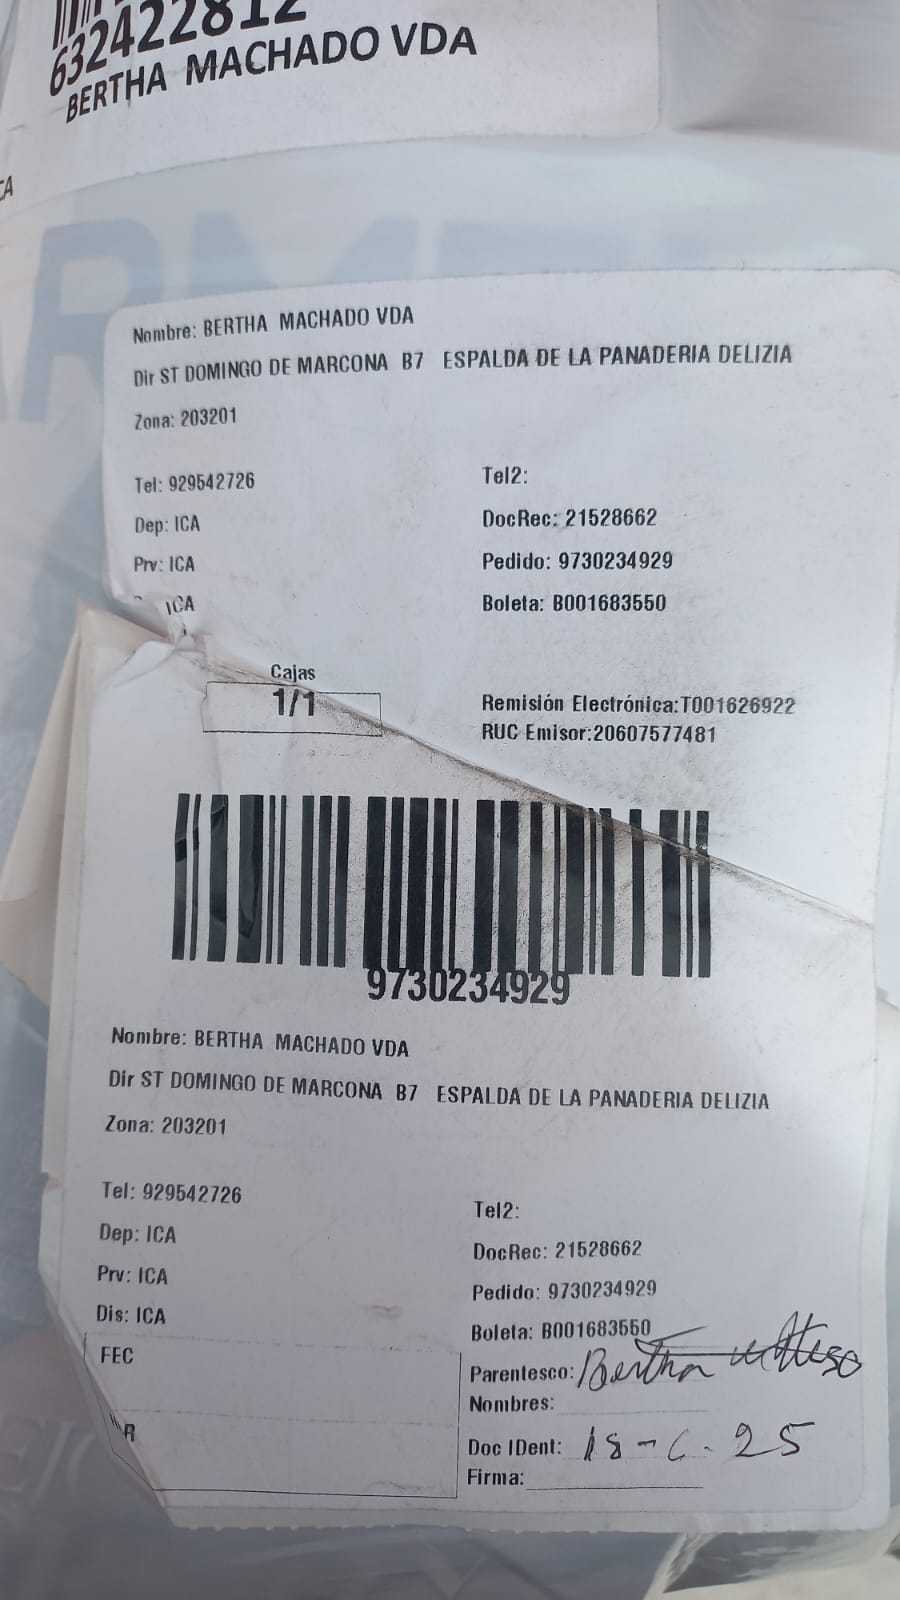 632422812
BERTHA MACHADO VDA
CA
Nombre: BERTHA MACHADO VDA
Dir ST DOMINGO DE MARCONA B7 ESPALDA DE LA PANADERIA DELIZIA
Zona: 203201
Tel: 929542726 Tel2:
Dep: ICA DocRec: 21528662
Prv: ICA Pedido: 9730234929
ICA Boleta: B001683550
Cajas
1/1 Remisión Electrónica:T001626922
RUC Emisor:20607577481
9730234929
Nombre: BERTHA MACHADO VDA
Dir ST DOMINGO DE MARCONA B7 ESPALDA DE LA PANADERIA DELIZIA
Zona: 203201
Tel: 929542726 Tel2:
Dep: ICA DocRec: 21528662
Prv: ICA Pedido: 9730234929
Dis: ICA Boleta: B001683550
FEC Parentesco: Bertha
Nombres:
R Doc IDent: 18-6-25
Firma: